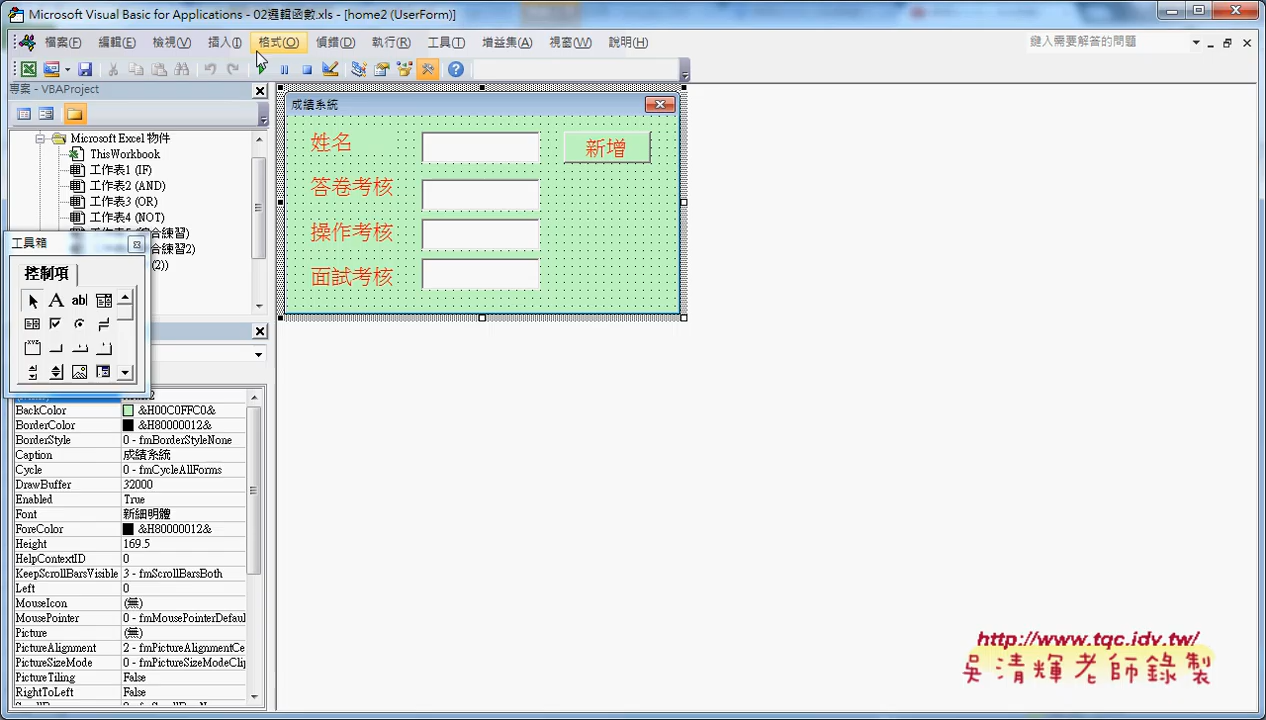 Microsoft Visual Basic for Applications - 02邏輯函數.xls - [home2 (UserForm)]
檔案(F) 編輯(E) 檢視(V) 插入(I) 格式(O) 偵錯(D) 執行(R) 工具(T) 增益集(A) 視窗(W) 說明(H) 鍵入需要解答的問題
專案 - VBAProject
Microsoft Excel 物件
ThisWorkbook
工作表1 (IF)
工作表2 (AND)
工作表3 (OR)
工作表4 (NOT)
工具箱
控制項
成績系統
姓名
新增
答卷考核
操作考核
面試考核
BackColor &H00C0FFC0&
BorderColor &H80000012&
BorderStyle 0 - fmBorderStyleNone
Caption 成績系統
Cycle 0 - fmCycleAllForms
DrawBuffer 32000
Enabled True
Font 新細明體
ForeColor &H80000012&
Height 169.5
HelpContextID 0
KeepScrollBarsVisible 3 - fmScrollBarsBoth
Left 0
MouseIcon (無)
MousePointer 0 - fmMousePointerDefau
Picture (無)
PictureAlignment 2 - fmPictureAlignmentCe
PictureSizeMode 0 - fmPictureSizeModeClip
PictureTiling False
RightToLeft False
http://www.tqc.idv.tw/
吳清輝老師錄製